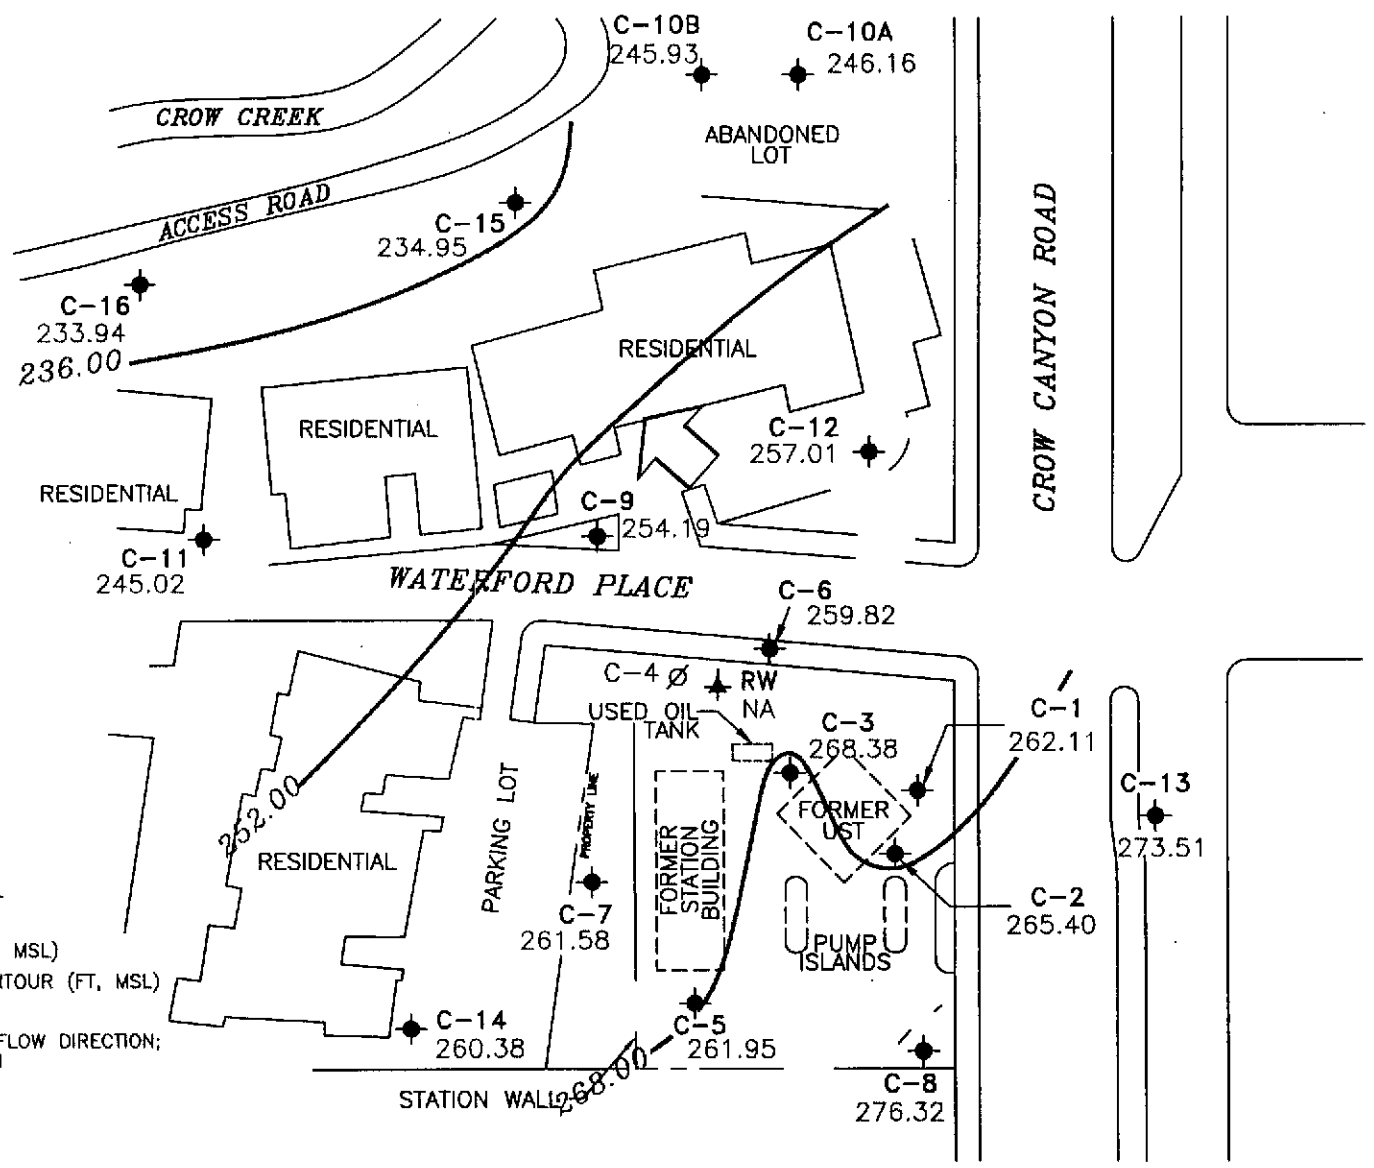 C-10B
245.93
C-10A
246.16
CROW CREEK
ABANDONED
LOT
ACCESS ROAD
C-15
234.95
CROW CANYON ROAD
C-16
233.94
236.00
RESIDENTIAL
RESIDENTIAL
C-12
257.01
RESIDENTIAL
C-9
254.19
C-11
245.02
WATERFORD PLACE
C-6
259.82
C-4
RW
NA
USED OIL
TANK
C-3
268.38
C-1
262.11
C-13
273.51
252.00
PARKING LOT
PROPERTY LINE
FORMER
STATION
BUILDING
FORMER
UST
RESIDENTIAL
C-7
261.58
C-2
265.40
PUMP
ISLANDS
MSL)
TOUR (FT, MSL)
FLOW DIRECTION;
C-14
260.38
C-5
261.95
268.00
STATION WALL
C-8
276.32